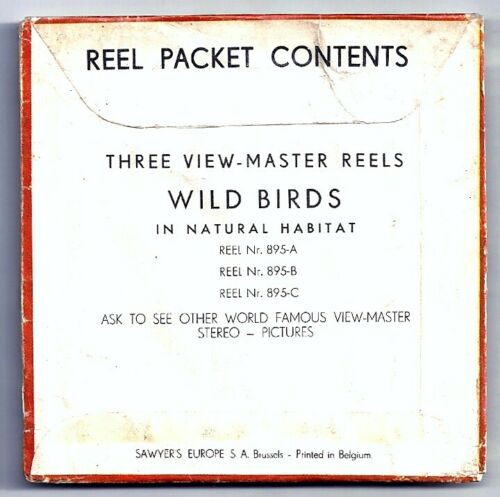 REEL PACKET CONTENTS
THREE VIEW-MASTER REELS
WILD BIRDS
IN NATURAL HABITAT
REEL Nr. 895-A
REEL Nr. 895-B
REEL Nr. 895-C
ASK TO SEE OTHER WORLD FAMOUS VIEW-MASTER
STEREO - PICTURES
SAWYER'S EUROPE S. A. Brussels - Printed in Belgium.